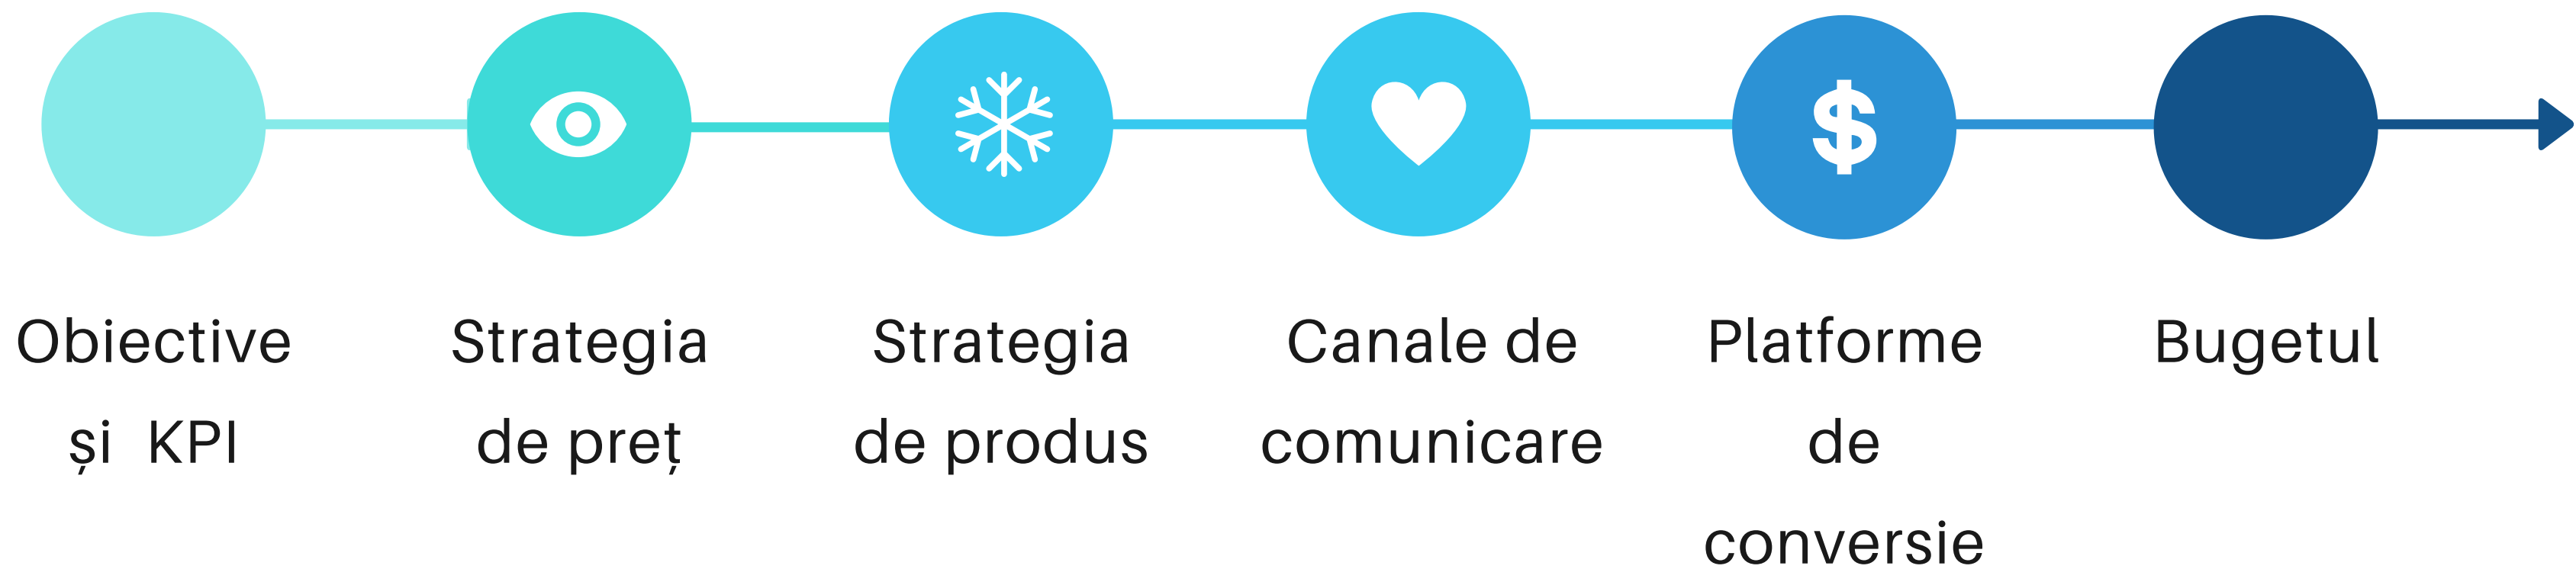 Obiective
și KPI
Strategia
de preț
Strategia
de produs
Canale de
comunicare
Platforme
de
conversie
Bugetul